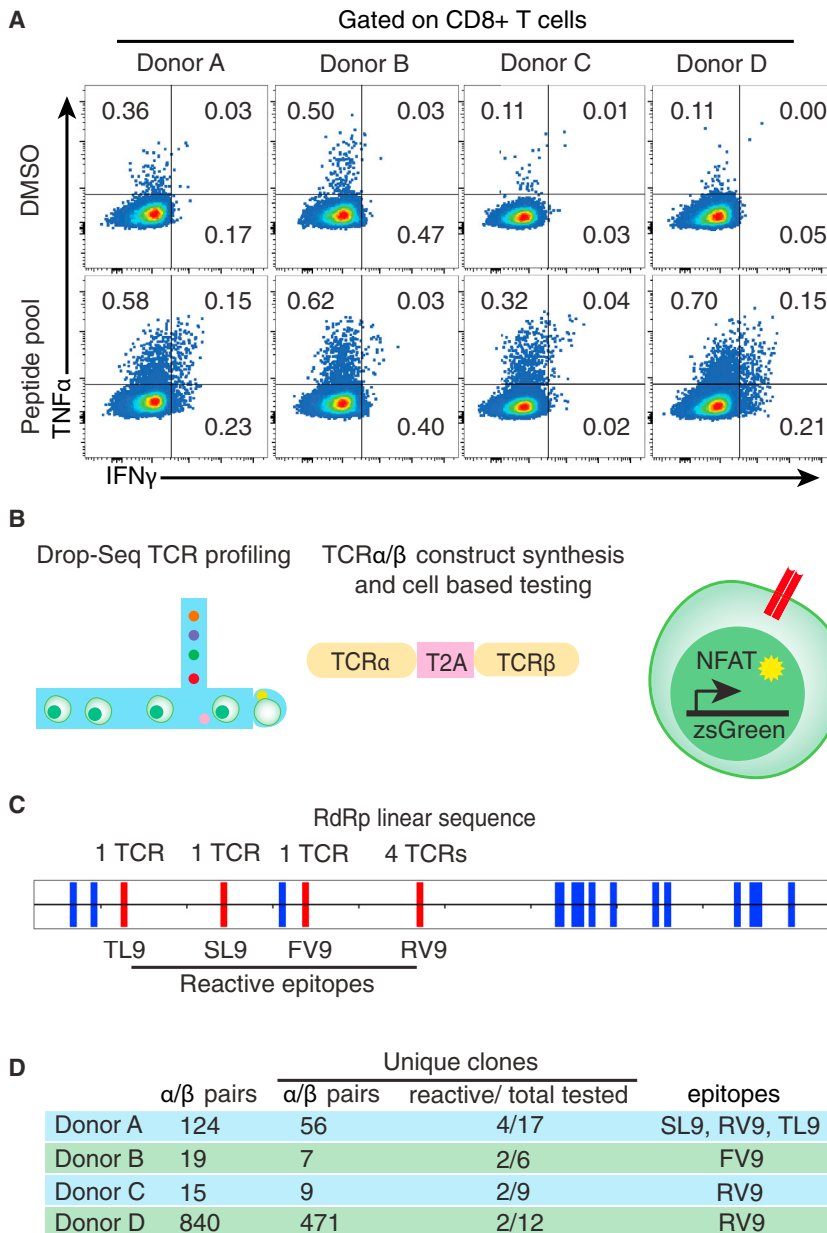 A
Gated on CD8+ T cells
Donor A Donor B Donor C Donor D
DMSO
0.36 0.03 0.50 0.03 0.11 0.01 0.11 0.00
0.17 0.47 0.03 0.05
Peptide pool
TNFα
0.58 0.15 0.62 0.03 0.32 0.04 0.70 0.15
0.23 0.40 0.02 0.21
IFNγ
B
Drop-Seq TCR profiling
TCRα/β construct synthesis
and cell based testing
TCRα T2A TCRβ
NFAT
zsGreen
C
RdRp linear sequence
1 TCR 1 TCR 1 TCR 4 TCRs
TL9 SL9 FV9 RV9
Reactive epitopes
D
Unique clones
α/β pairs α/β pairs reactive/ total tested epitopes
Donor A 124 56 4/17 SL9, RV9, TL9
Donor B 19 7 2/6 FV9
Donor C 15 9 2/9 RV9
Donor D 840 471 2/12 RV9